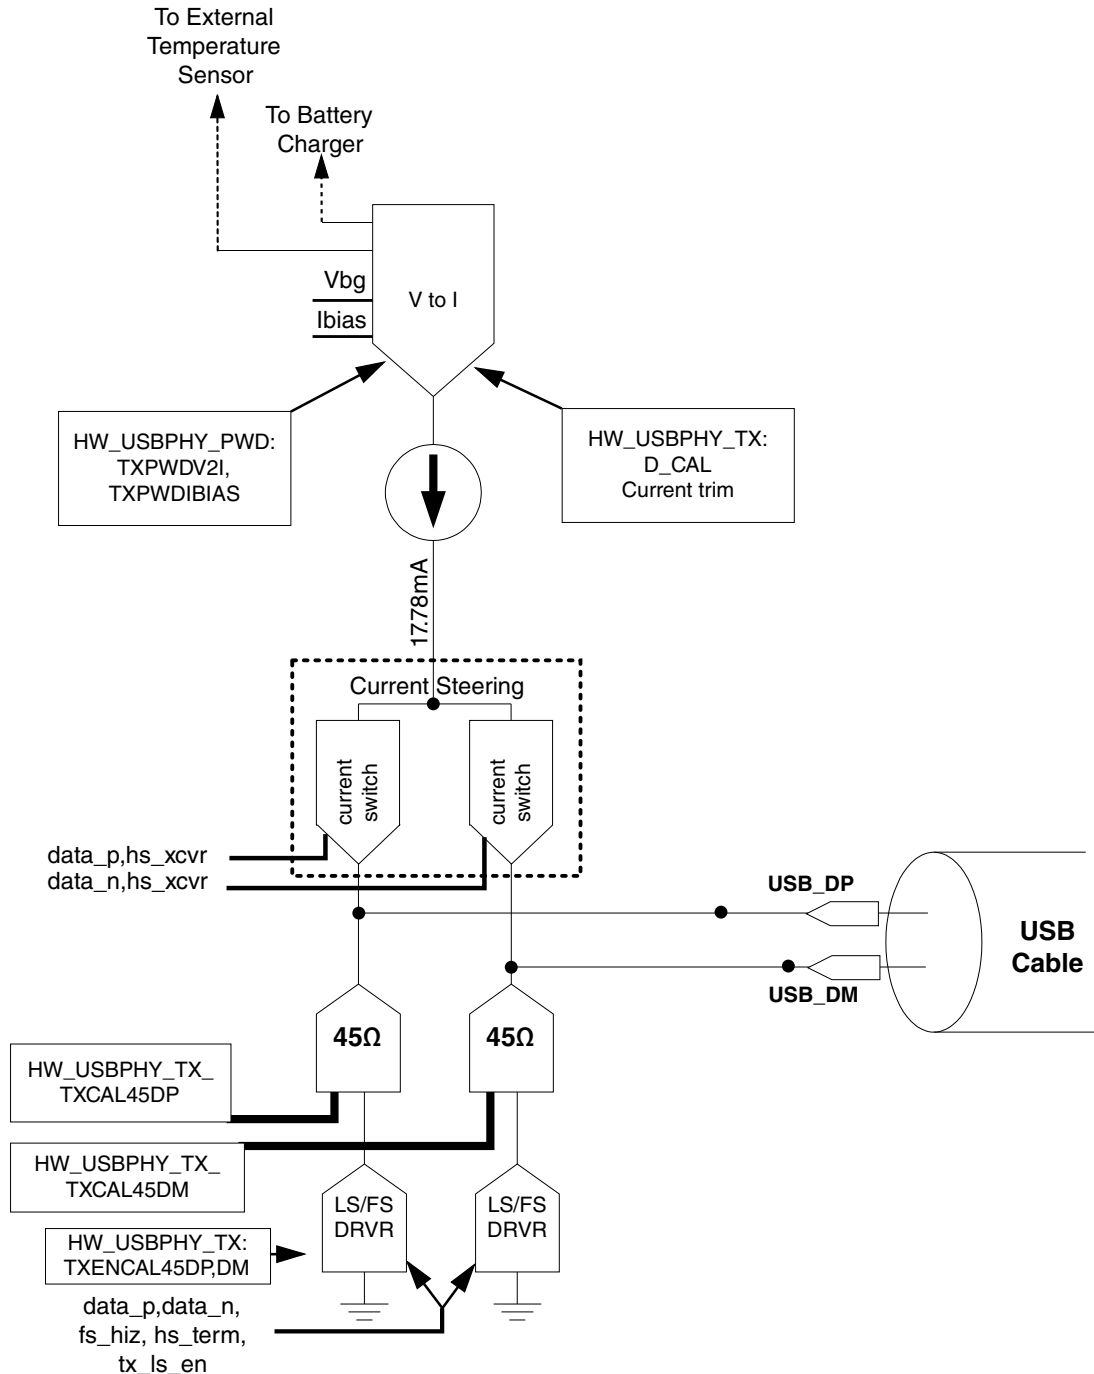 To External
Temperature
Sensor
To Battery
Charger
Vbg
V to I
Ibias
HW_USBPHY_PWD:
TXPWDV2I,
TXPWDIBIAS
HW_USBPHY_TX:
D_CAL
Current trim
17.78mA
Current Steering
current
switch
current
switch
data_p,hs_xcvr
data_n,hs_xcvr
USB_DP
USB
Cable
USB_DM
45Ω
45Ω
HW_USBPHY_TX_
TXCAL45DP
HW_USBPHY_TX_
TXCAL45DM
LS/FS
DRVR
LS/FS
DRVR
HW_USBPHY_TX:
TXENCAL45DP,DM
data_p,data_n,
fs_hiz, hs_term,
tx_ls_en